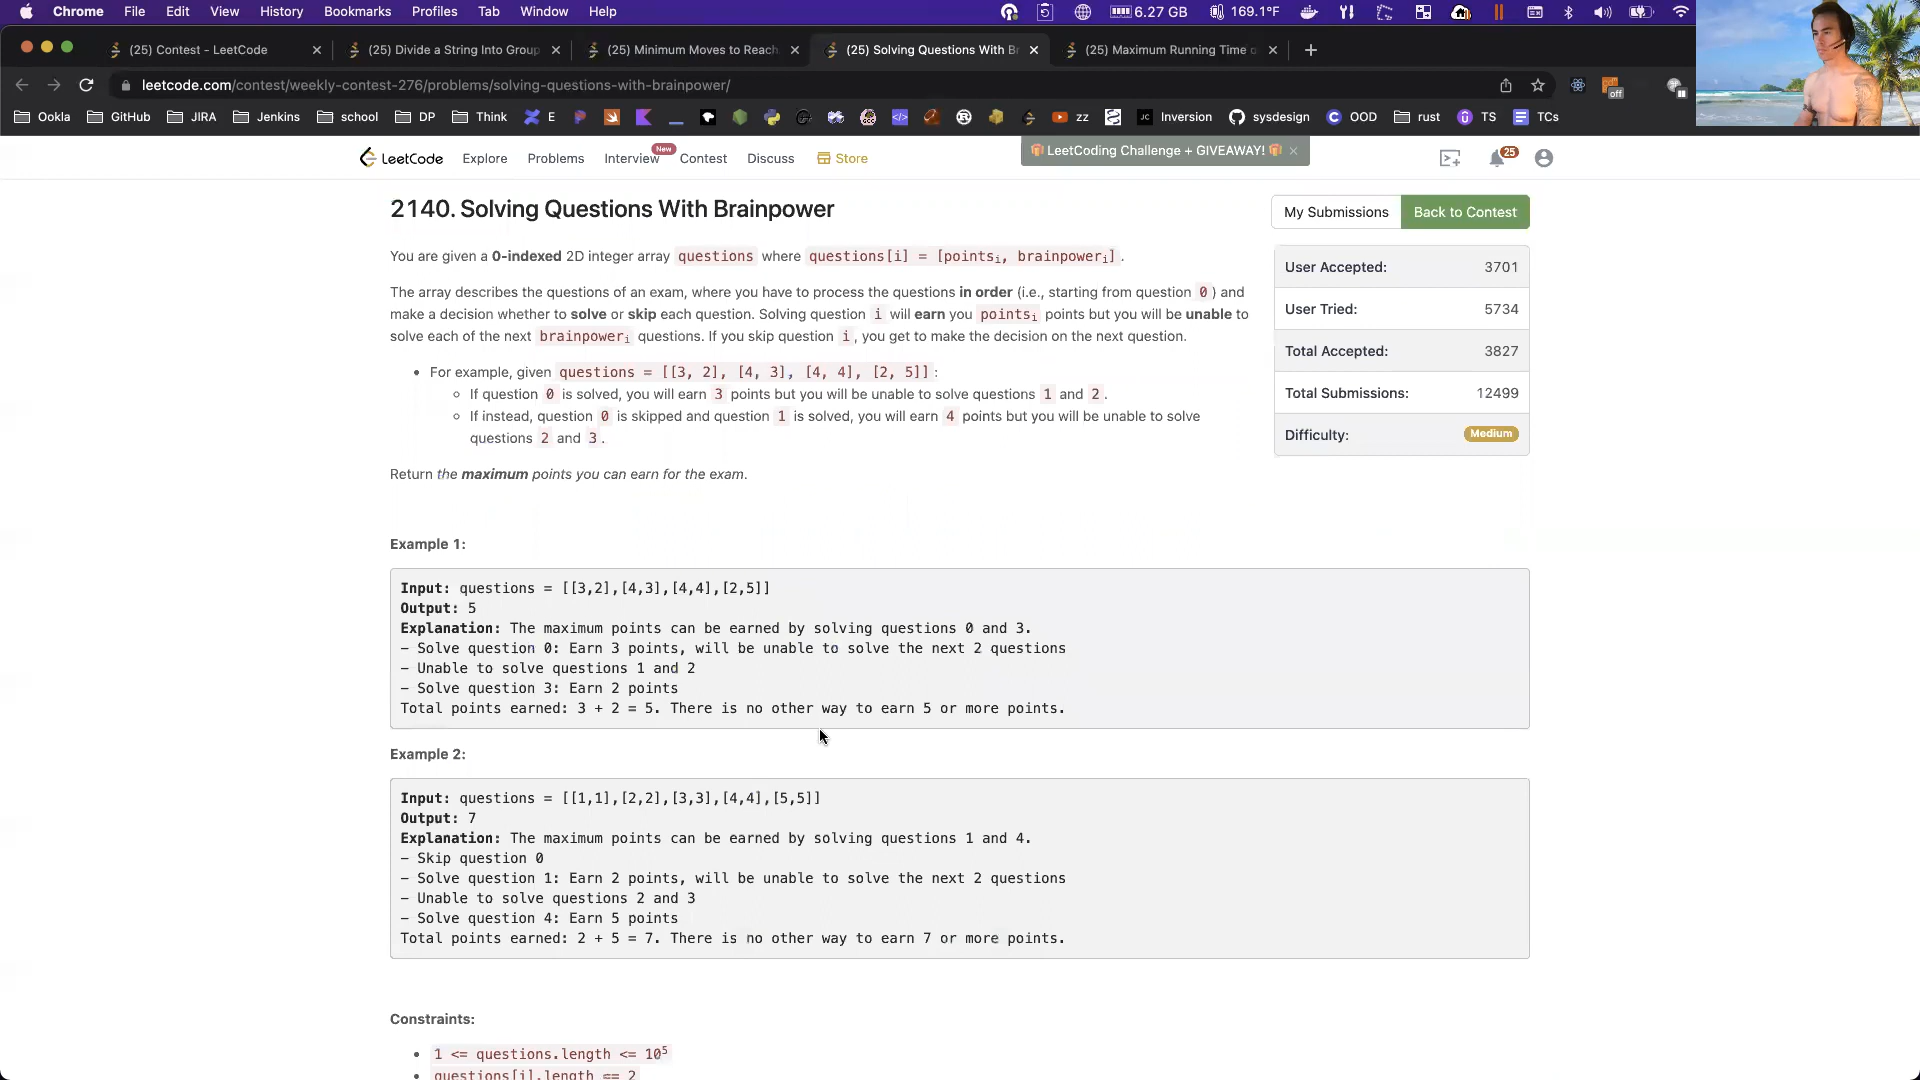 Chrome File Edit View History Bookmarks Profiles Tab Window Help 6.27 GB 169.1°F
(25) Contest - LeetCode (25) Divide a String Into Group (25) Minimum Moves to Reach (25) Solving Questions With Br (25) Maximum Running Time o
leetcode.com/contest/weekly-contest-276/problems/solving-questions-with-brainpower/
off
Ookla GitHub JIRA Jenkins school DP Think E zz JC Inversion sysdesign OOD rust TS TCs
LeetCode Explore Problems Interview New Contest Discuss Store LeetCoding Challenge + GIVEAWAY! 25
2140. Solving Questions With Brainpower
My Submissions Back to Contest
You are given a 0-indexed 2D integer array questions where questions[i] = [pointsᵢ, brainpowerᵢ].
The array describes the questions of an exam, where you have to process the questions in order (i.e., starting from question 0) and
make a decision whether to solve or skip each question. Solving question i will earn you pointsᵢ points but you will be unable to
solve each of the next brainpowerᵢ questions. If you skip question i, you get to make the decision on the next question.
• For example, given questions = [[3, 2], [4, 3], [4, 4], [2, 5]]:
◦ If question 0 is solved, you will earn 3 points but you will be unable to solve questions 1 and 2.
◦ If instead, question 0 is skipped and question 1 is solved, you will earn 4 points but you will be unable to solve
questions 2 and 3.
Return the maximum points you can earn for the exam.
User Accepted: 3701
User Tried: 5734
Total Accepted: 3827
Total Submissions: 12499
Difficulty: Medium
Example 1:
Input: questions = [[3,2],[4,3],[4,4],[2,5]]
Output: 5
Explanation: The maximum points can be earned by solving questions 0 and 3.
- Solve question 0: Earn 3 points, will be unable to solve the next 2 questions
- Unable to solve questions 1 and 2
- Solve question 3: Earn 2 points
Total points earned: 3 + 2 = 5. There is no other way to earn 5 or more points.
Example 2:
Input: questions = [[1,1],[2,2],[3,3],[4,4],[5,5]]
Output: 7
Explanation: The maximum points can be earned by solving questions 1 and 4.
- Skip question 0
- Solve question 1: Earn 2 points, will be unable to solve the next 2 questions
- Unable to solve questions 2 and 3
- Solve question 4: Earn 5 points
Total points earned: 2 + 5 = 7. There is no other way to earn 7 or more points.
Constraints:
• 1 <= questions.length <= 10⁵
• questions[i].length == 2